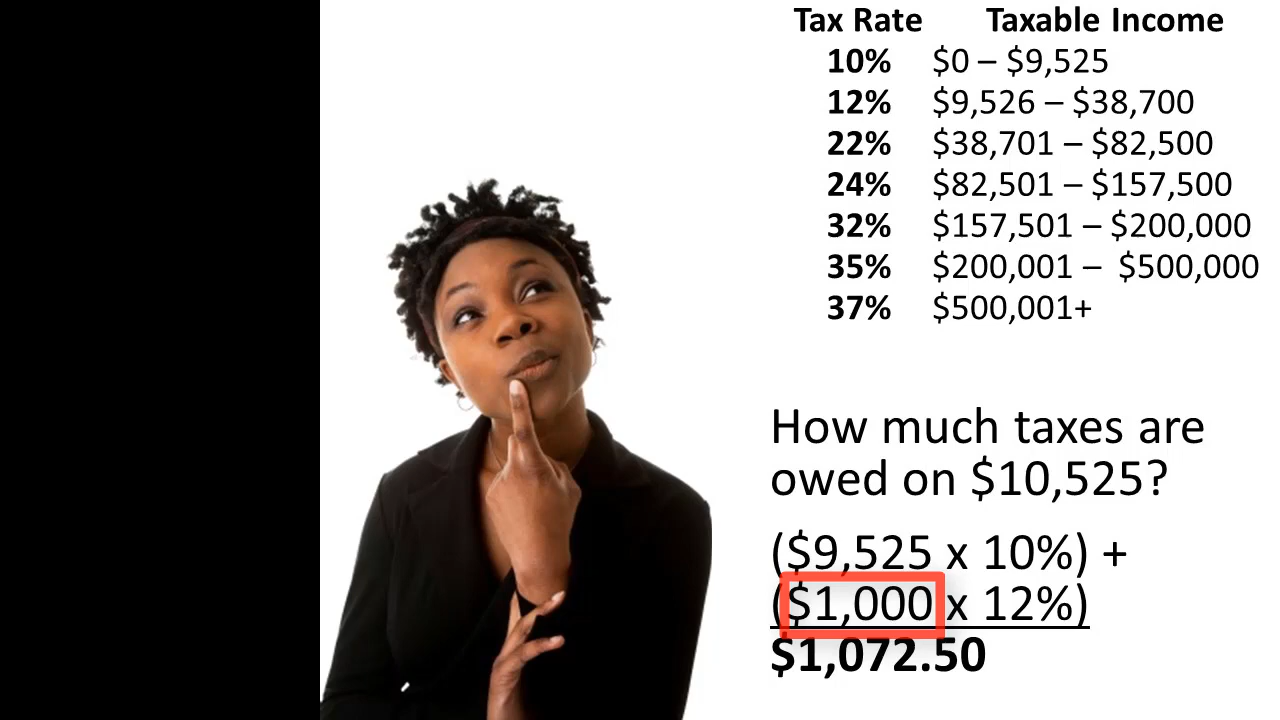 Tax Rate Taxable Income
10% $0 – $9,525
12% $9,526 – $38,700
22% $38,701 – $82,500
24% $82,501 – $157,500
32% $157,501 – $200,000
35% $200,001 – $500,000
37% $500,001+
How much taxes are
owed on $10,525?
($9,525 x 10%) +
($1,000 x 12%)
$1,072.50